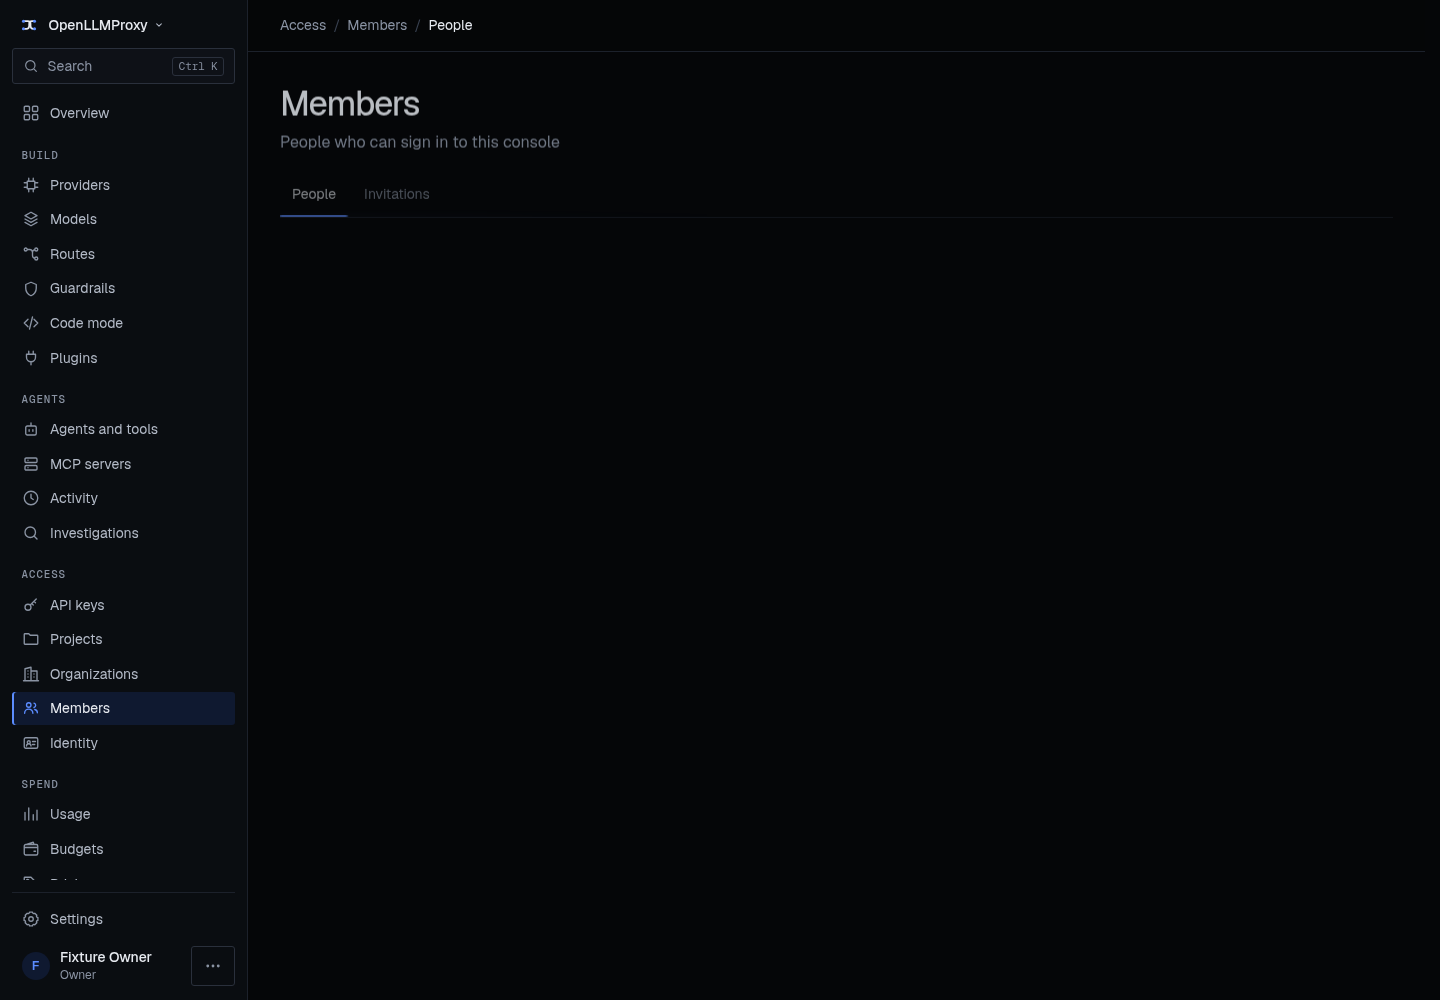 OpenLLMProxy
Search Ctrl K
Overview
BUILD
Providers
Models
Routes
Guardrails
Code mode
Plugins
AGENTS
Agents and tools
MCP servers
Activity
Investigations
ACCESS
API keys
Projects
Organizations
Members
Identity
SPEND
Usage
Budgets
Settings
F
Fixture Owner
Owner
Access / Members / People
Members
People who can sign in to this console
People Invitations